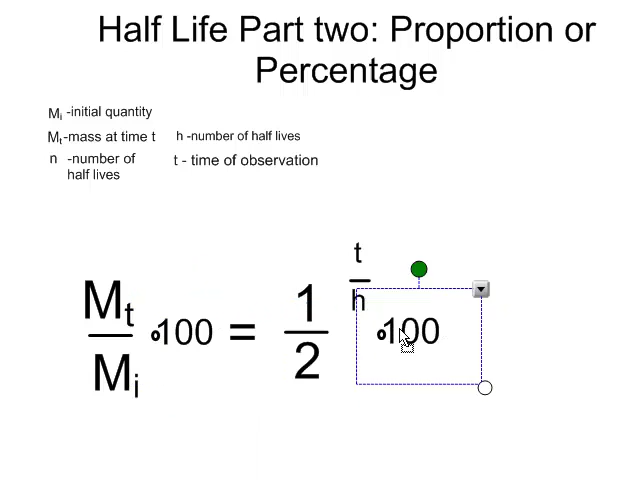 Half Life Part two: Proportion or
Percentage
Mi -initial quantity
Mt-mass at time t h -number of half lives
n -number of
half lives
t - time of observation
Mt/Mi ∘100 = 1/2 t/h ∘100